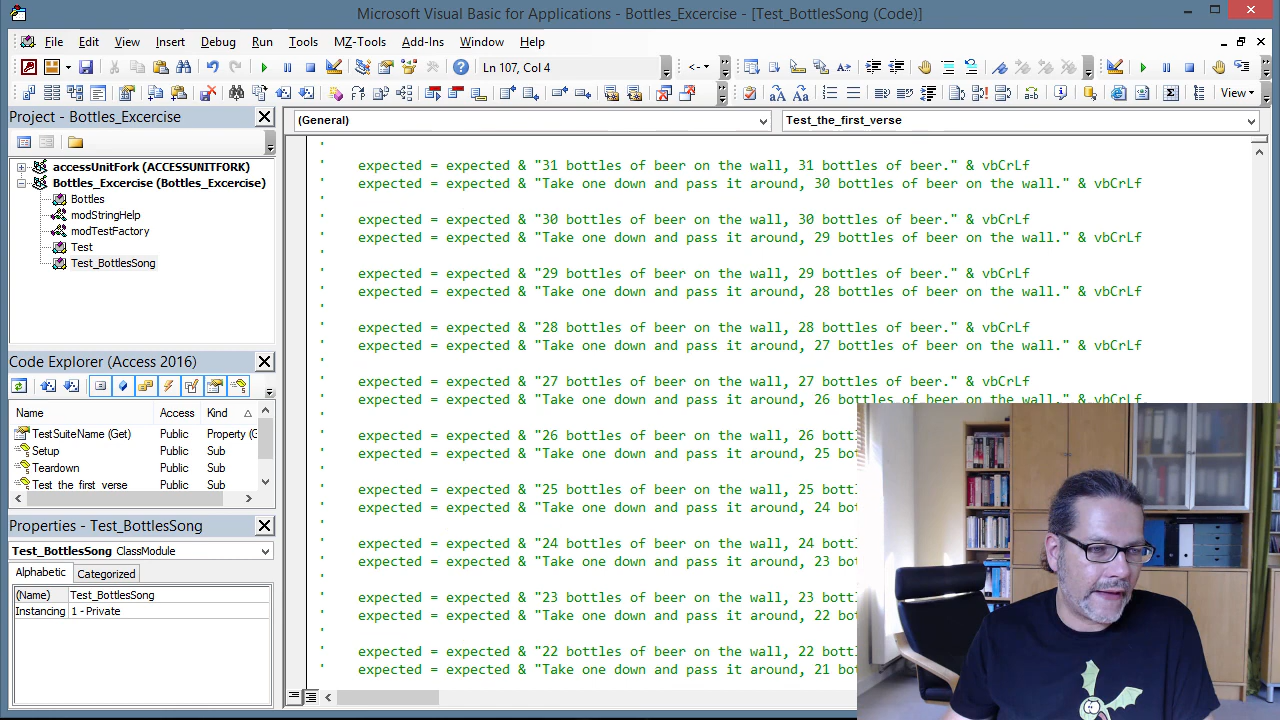 Microsoft Visual Basic for Applications - Bottles_Excercise - [Test_BottlesSong (Code)]
File Edit View Insert Format Debug Run Tools MZ-Tools Add-Ins Window Help
Ln 107, Col 4
<--
View
Project - Bottles_Excercise
(General)
Test_the_first_verse
accessUnitFork (ACCESSUNITFORK)
Bottles_Excercise (Bottles_Excercise)
Bottles
modStringHelp
modTestFactory
Test
Test_BottlesSong
Code Explorer (Access 2016)
Name Access Kind
TestSuiteName (Get) Public Property (G
Setup Public Sub
Teardown Public Sub
Test_the_first_verse Public Sub
Properties - Test_BottlesSong
Test_BottlesSong ClassModule
Alphabetic Categorized
(Name) Test_BottlesSong
Instancing 1 - Private
'
' expected = expected & "31 bottles of beer on the wall, 31 bottles of beer." & vbCrLf
' expected = expected & "Take one down and pass it around, 30 bottles of beer on the wall." & vbCrLf
'
' expected = expected & "30 bottles of beer on the wall, 30 bottles of beer." & vbCrLf
' expected = expected & "Take one down and pass it around, 29 bottles of beer on the wall." & vbCrLf
'
' expected = expected & "29 bottles of beer on the wall, 29 bottles of beer." & vbCrLf
' expected = expected & "Take one down and pass it around, 28 bottles of beer on the wall." & vbCrLf
'
' expected = expected & "28 bottles of beer on the wall, 28 bottles of beer." & vbCrLf
' expected = expected & "Take one down and pass it around, 27 bottles of beer on the wall." & vbCrLf
'
' expected = expected & "27 bottles of beer on the wall, 27 bottles of beer." & vbCrLf
' expected = expected & "Take one down and pass it around, 26 bottles of beer on the wall." & vbCrLf
'
' expected = expected & "26 bottles of beer on the wall, 26 bottl
' expected = expected & "Take one down and pass it around, 25 bot
'
' expected = expected & "25 bottles of beer on the wall, 25 bottl
' expected = expected & "Take one down and pass it around, 24 bot
'
' expected = expected & "24 bottles of beer on the wall, 24 bottl
' expected = expected & "Take one down and pass it around, 23 bot
'
' expected = expected & "23 bottles of beer on the wall, 23 bottl
' expected = expected & "Take one down and pass it around, 22 bot
'
' expected = expected & "22 bottles of beer on the wall, 22 bottl
' expected = expected & "Take one down and pass it around, 21 bot